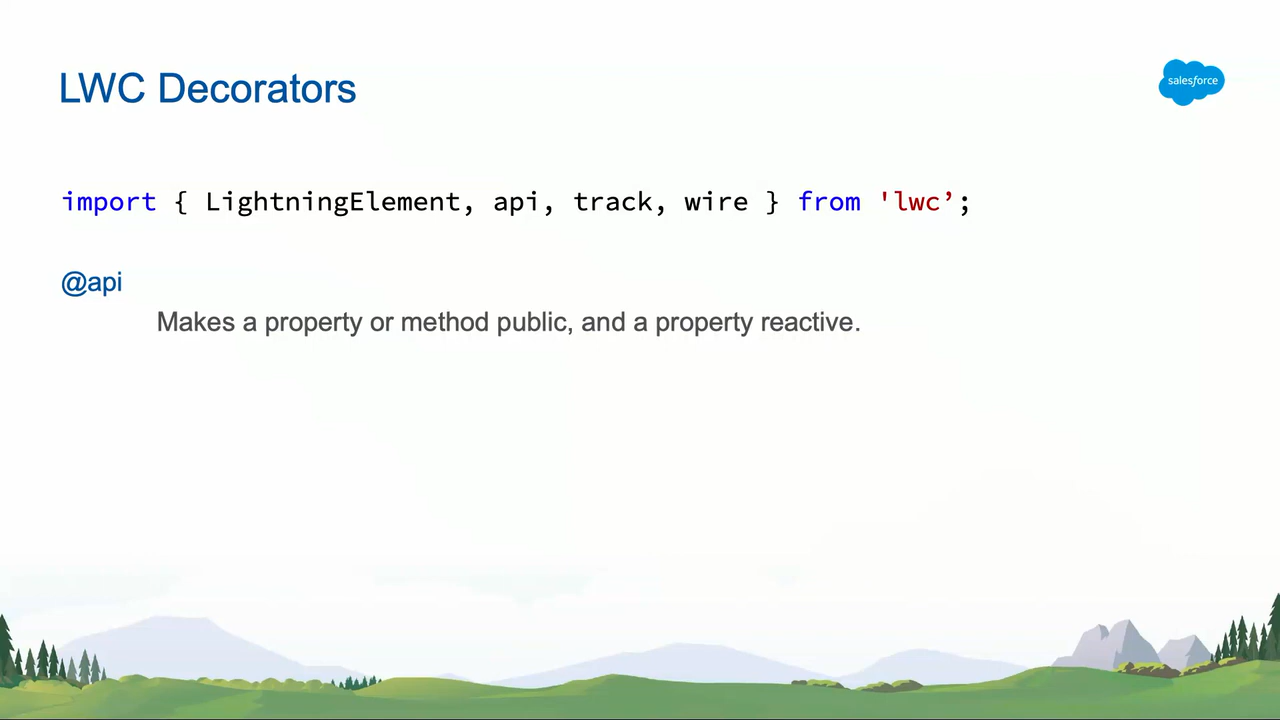 LWC Decorators
salesforce
import { LightningElement, api, track, wire } from 'lwc’;
@api
Makes a property or method public, and a property reactive.